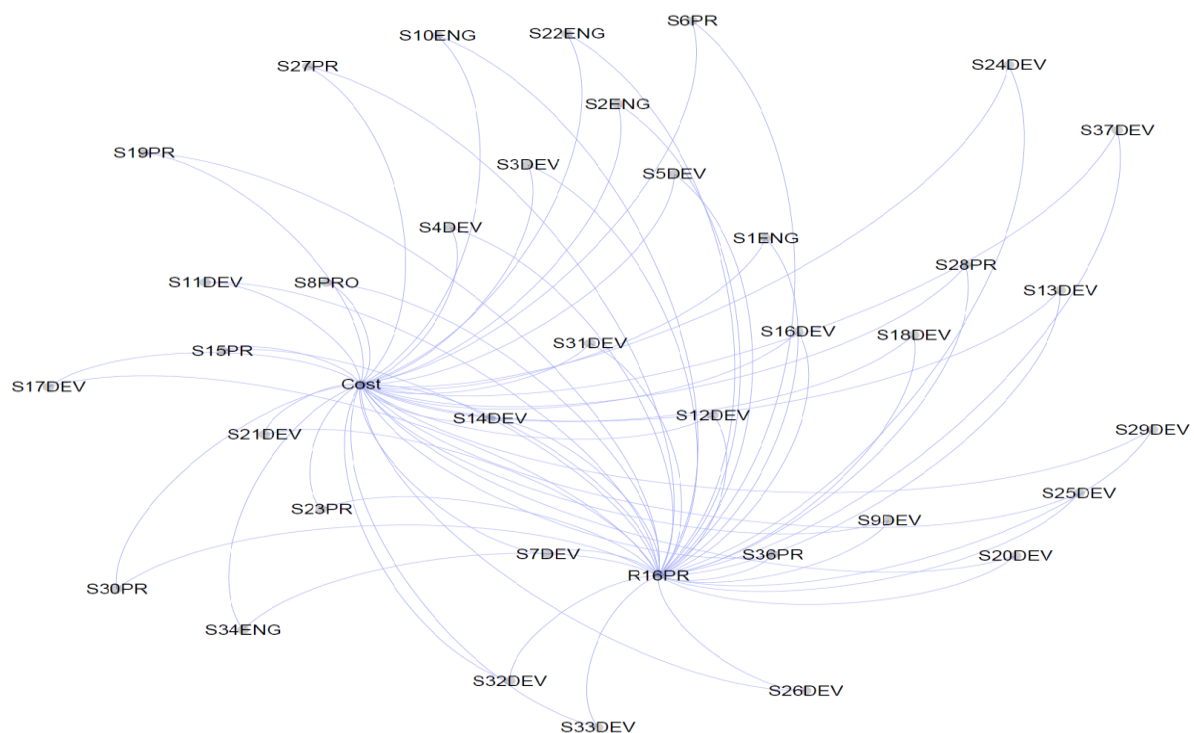 S6PR
S10ENG
S22ENG
S27PR
S24DEV
S2ENG
S37DEV
S19PR
S3DEV
S5DEV
S4DEV
S1ENG
S28PR
S11DEV
S8PRO
S13DEV
S16DEV
S18DEV
S31DEV
S15PR
S17DEV
Cost
S14DEV
S12DEV
S21DEV
S29DEV
S25DEV
S23PR
S9DEV
S7DEV
S36PR
S20DEV
R16PR
S30PR
S34ENG
S32DEV
S26DEV
S33DEV